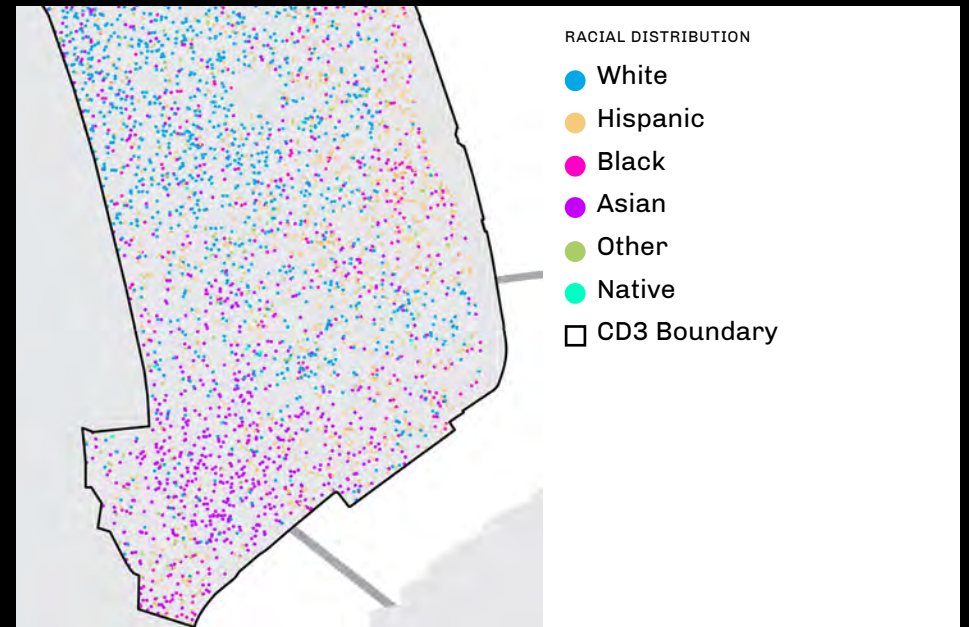 RACIAL DISTRIBUTION
White
Hispanic
Black
Asian
Other
Native
CD3 Boundary